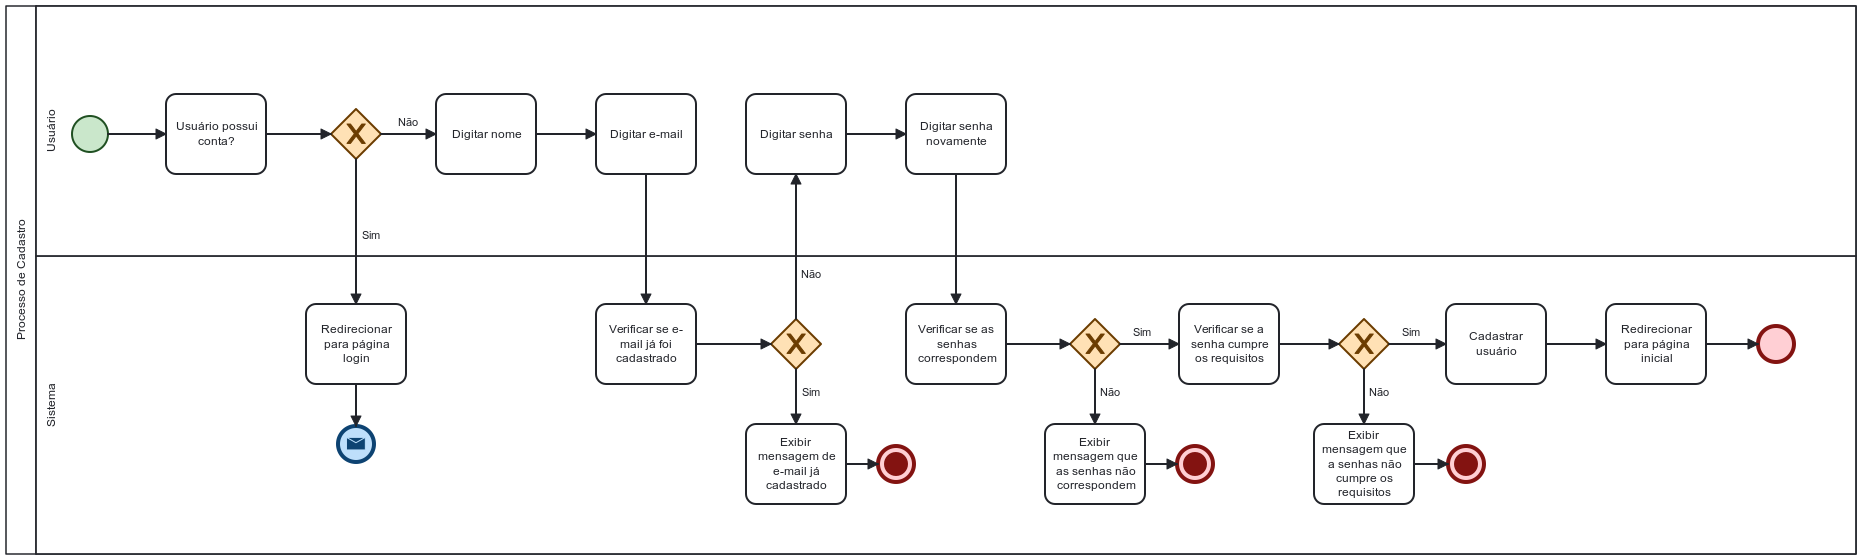 Processo de Cadastro
Usuário
Usuário possui
conta?
Não
Digitar nome
Digitar e-mail
Digitar senha
Digitar senha
novamente
Sim
Não
Sistema
Redirecionar
para página
login
Verificar se e-
mail já foi
cadastrado
Verificar se as
senhas
correspondem
Sim
Verificar se a
senha cumpre
os requisitos
Sim
Cadastrar
usuário
Redirecionar
para página
inicial
Sim
Não
Não
Exibir
mensagem de
e-mail já
cadastrado
Exibir
mensagem que
as senhas não
correspondem
Exibir
mensagem que
a senhas não
cumpre os
requisitos